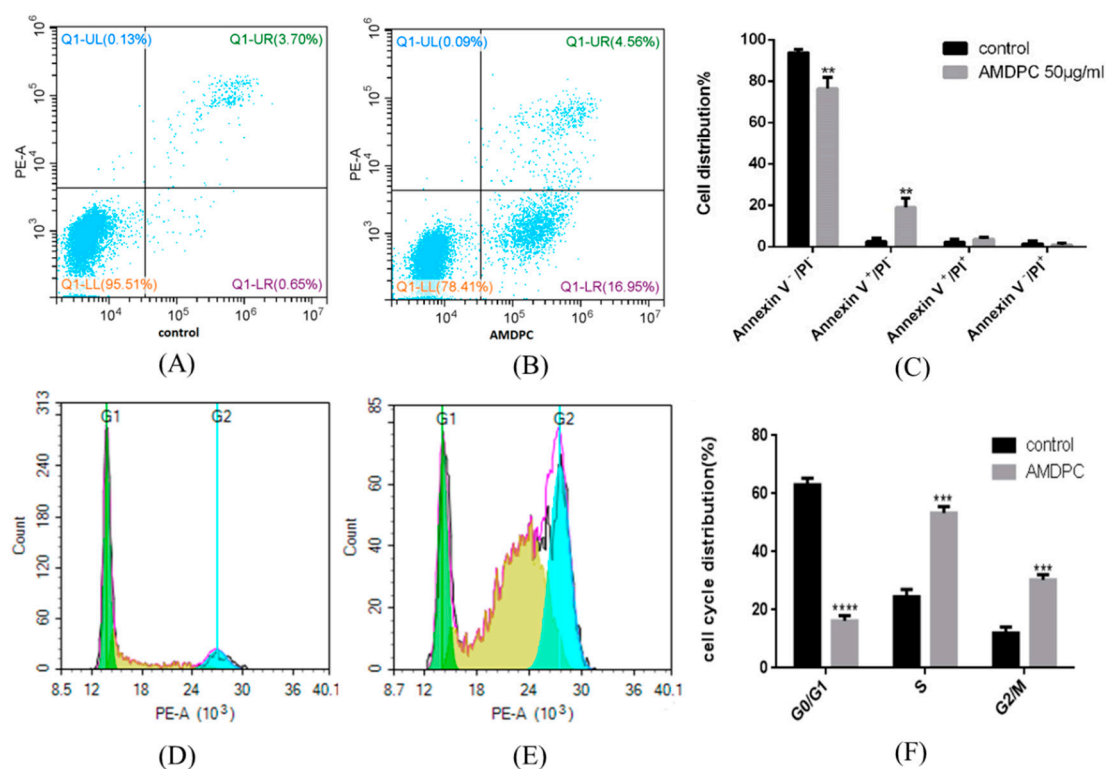 Q1-UL(0.13%) Q1-UR(3.70%)
10^6
10^5
10^4
10^3
PE-A
Q1-LL(95.51%) Q1-LR(0.65%)
10^4 10^5 10^6 10^7
control
(A)
Q1-UL(0.09%) Q1-UR(4.56%)
10^6
10^5
10^4
10^3
PE-A
Q1-LL(78.41%) Q1-LR(16.95%)
10^4 10^5 10^6 10^7
AMDPC
(B)
control
AMDPC 50μg/ml
Cell distribution%
100
80
60
40
20
0
**
**
Annexin V⁻/PI⁻
Annexin V⁺/PI⁻
Annexin V⁺/PI⁺
Annexin V⁻/PI⁺
(C)
313
240
180
120
60
0
Count
G1 G2
8.5 12 18 24 30 36 40.1
PE-A (10^3)
(D)
85
80
60
40
20
0
Count
G1 G2
8.7 12 18 24 30 36 40.1
PE-A (10^3)
(E)
control
AMDPC
cell cycle distribution(%)
80
60
40
20
0
****
***
***
G0/G1
S
G2/M
(F)